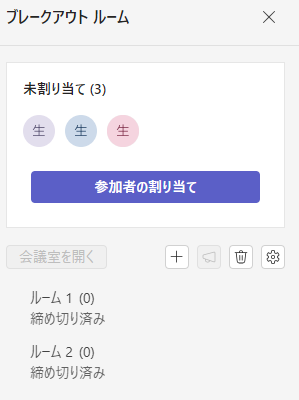 ブレークアウト ルーム
未割り当て (3)
生 生 生
参加者の割り当て
会議室を開く
ルーム 1 (0)
締め切り済み
ルーム 2 (0)
締め切り済み